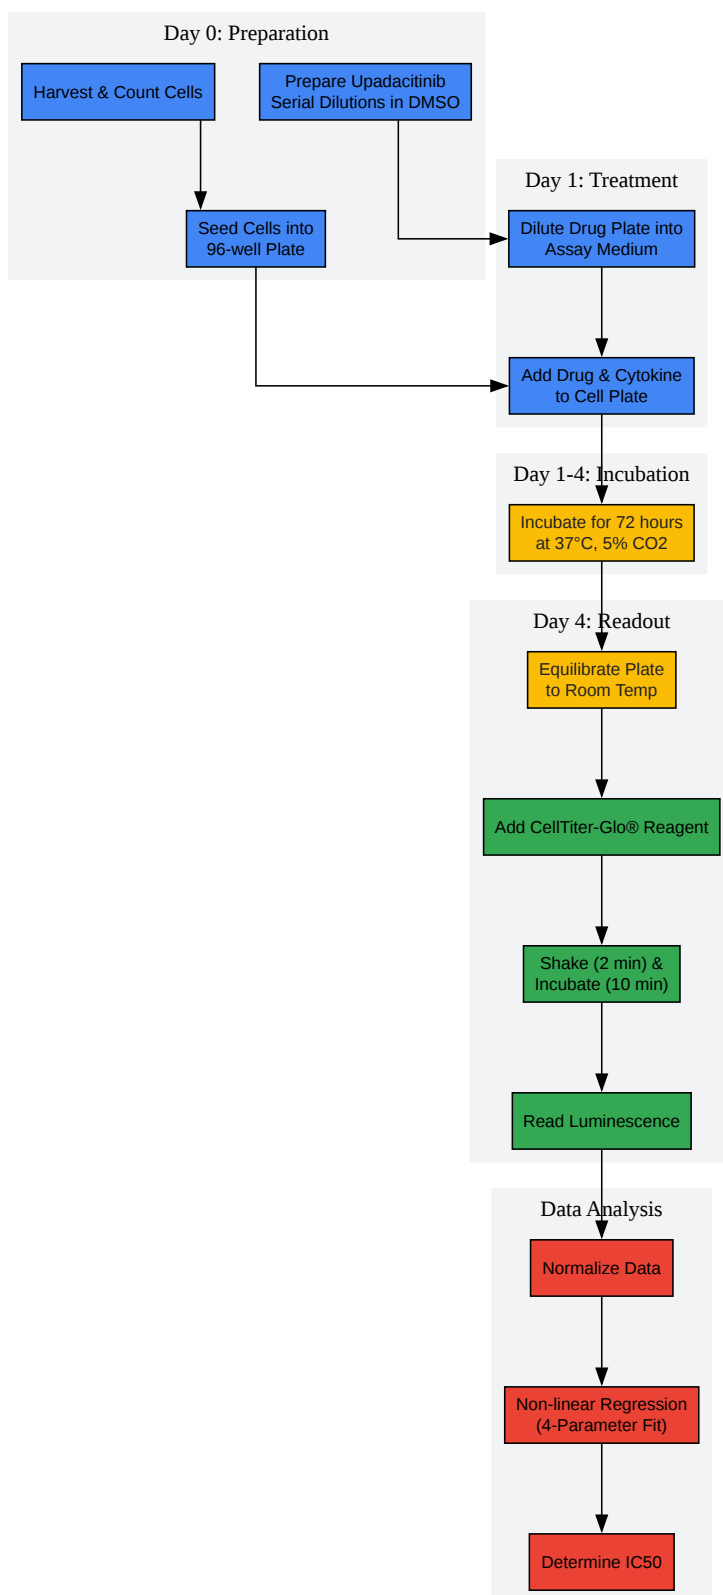 Day 0: Preparation
Harvest & Count Cells
Prepare Upadacitinib
Serial Dilutions in DMSO
Seed Cells into
96-well Plate
Day 1: Treatment
Dilute Drug Plate into
Assay Medium
Add Drug & Cytokine
to Cell Plate
Day 1-4: Incubation
Incubate for 72 hours
at 37°C, 5% CO2
Day 4: Readout
Equilibrate Plate
to Room Temp
Add CellTiter-Glo® Reagent
Shake (2 min) &
Incubate (10 min)
Read Luminescence
Data Analysis
Normalize Data
Non-linear Regression
(4-Parameter Fit)
Determine IC50